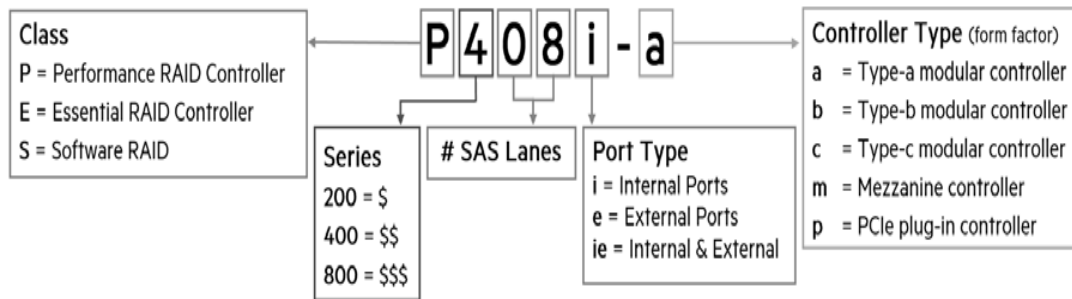 P408i-a
Class
P = Performance RAID Controller
E = Essential RAID Controller
S = Software RAID
Series
200 = $
400 = $$
800 = $$$
# SAS Lanes
Port Type
i = Internal Ports
e = External Ports
ie = Internal & External
Controller Type (form factor)
a = Type-a modular controller
b = Type-b modular controller
c = Type-c modular controller
m = Mezzanine controller
p = PCIe plug-in controller